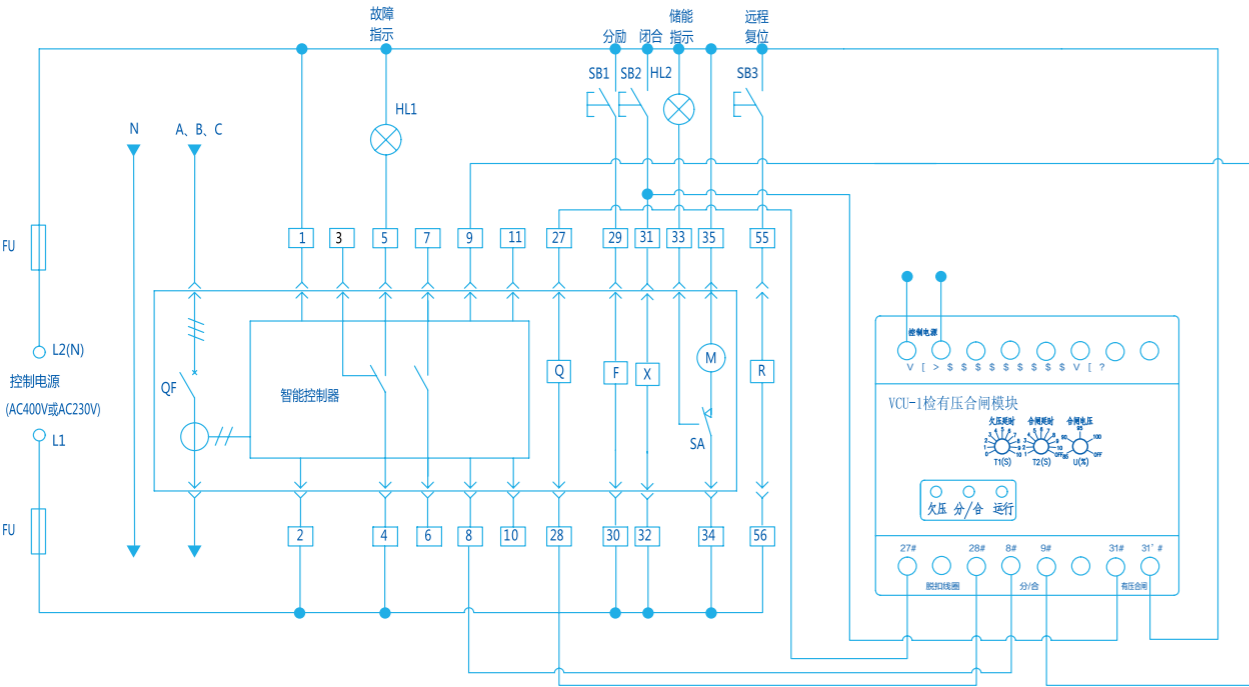 故障
指示
储能
指示
远程
复位
分励
闭合
SB1
SB2
HL2
SB3
HL1
N
A、B、C
1
3
5
7
9
11
27
29
31
33
35
55
FU
L2(N)
控制电源
(AC400V或AC230V)
L1
FU
QF
智能控制器
Q
F
X
M
R
SA
2
4
6
8
10
28
30
32
34
56
控制电源
V [ > $ $ $ $ $ $ $ $ $ V [ ?
VCU-1检有压合闸模块
欠压延时
合闸延时
合闸电压
T1(S)
T2(S)
U(%)
95
100
OFF
欠压 分/合 运行
27#
28#
8#
9#
31#
31' #
脱扣线圈
分/合
有压合闸